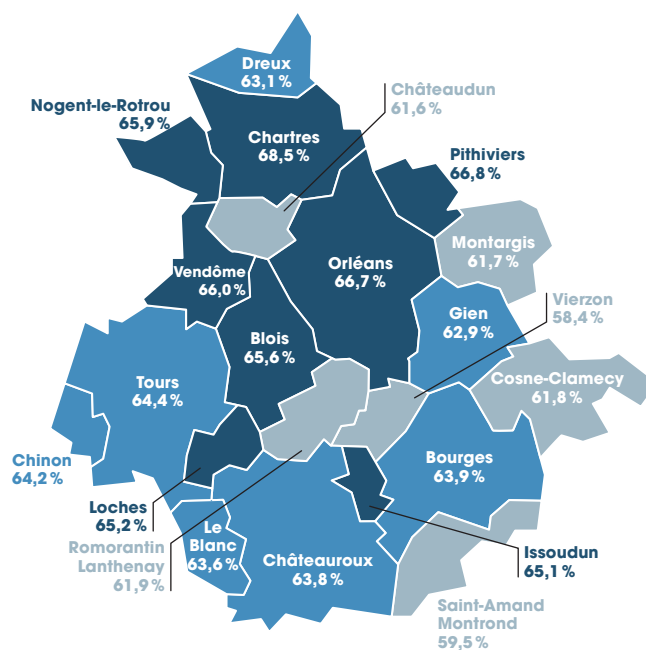 Dreux
63,1 %
Châteaudun
61,6 %
Nogent-le-Rotrou
65,9 %
Chartres
68,5 %
Pithiviers
66,8 %
Montargis
61,7 %
Orléans
66,7 %
Vendôme
66,0 %
Vierzon
58,4 %
Gien
62,9 %
Blois
65,6 %
Cosne-Clamecy
61,8 %
Tours
64,4 %
Chinon
64,2 %
Bourges
63,9 %
Loches
65,2 %
Le
Blanc
63,6 %
Romorantin
Lanthenay
61,9 %
Châteauroux
63,8 %
Issoudun
65,1 %
Saint-Amand
Montrond
59,5 %